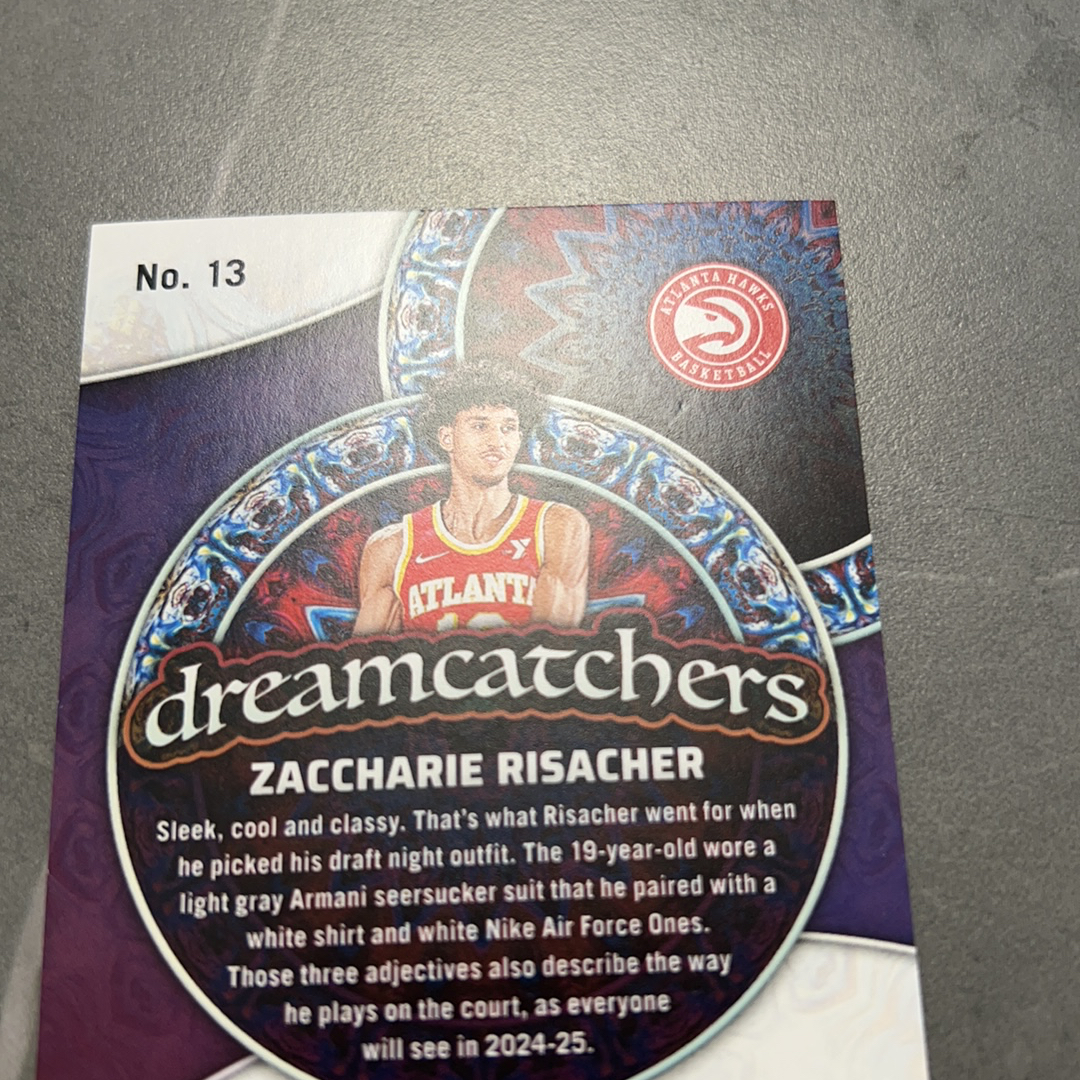 No. 13
ATLANTA HAWKS
BASKETBALL
ATLANTA
dreamcatchers
ZACCHARIE RISACHER
Sleek, cool and classy. That's what Risacher went for when
he picked his draft night outfit. The 19-year-old wore a
light gray Armani seersucker suit that he paired with a
white shirt and white Nike Air Force Ones.
Those three adjectives also describe the way
he plays on the court, as everyone
will see in 2024-25.